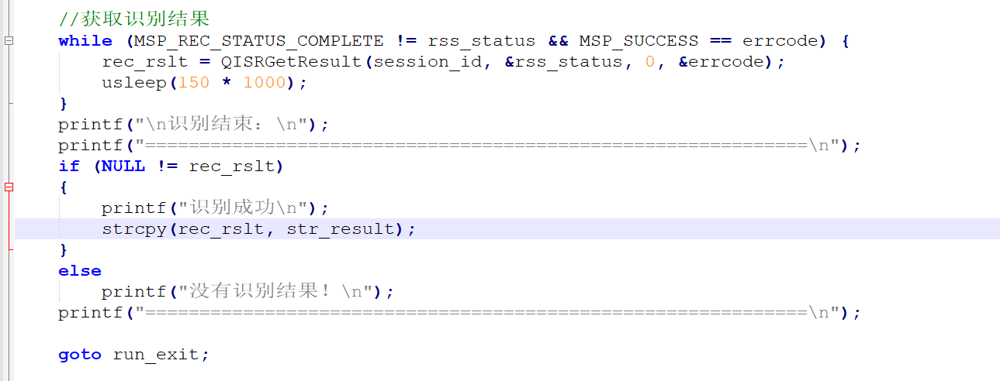 //获取识别结果
while (MSP_REC_STATUS_COMPLETE != rss_status && MSP_SUCCESS == errcode) {
rec_rslt = QISRGetResult(session_id, &rss_status, 0, &errcode);
usleep(150 * 1000);
}
printf("\n识别结束：\n");
printf("=============================================================\n");
if (NULL != rec_rslt)
{
printf("识别成功\n");
strcpy(rec_rslt, str_result);
}
else
printf("没有识别结果！\n");
printf("=============================================================\n");
goto run_exit;